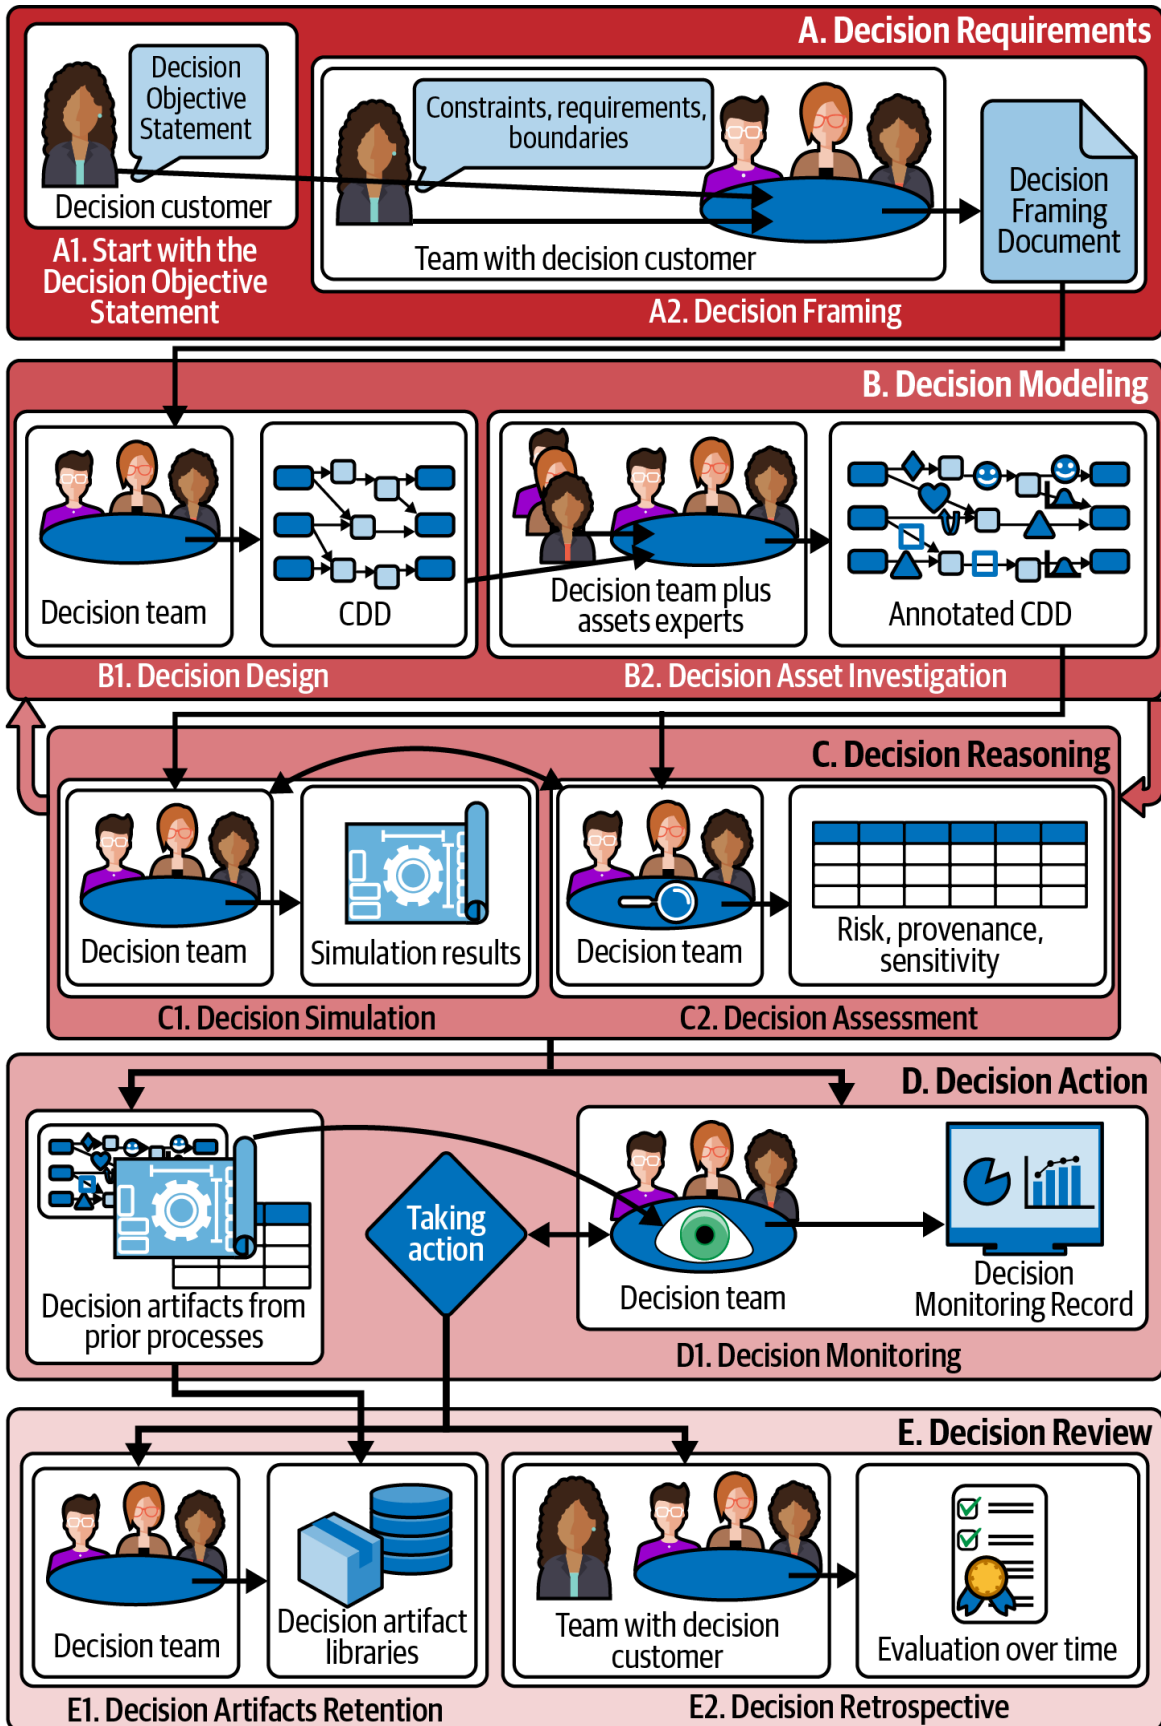 A. Decision Requirements
Decision
Objective
Statement
Decision customer
A1. Start with the
Decision Objective
Statement
Constraints, requirements,
boundaries
Team with decision customer
Decision
Framing
Document
A2. Decision Framing
B. Decision Modeling
Decision team
CDD
B1. Decision Design
Decision team plus
assets experts
Annotated CDD
B2. Decision Asset Investigation
C. Decision Reasoning
Decision team
Simulation results
C1. Decision Simulation
Decision team
Risk, provenance,
sensitivity
C2. Decision Assessment
D. Decision Action
Decision artifacts from
prior processes
Taking
action
Decision team
Decision
Monitoring Record
D1. Decision Monitoring
E. Decision Review
Decision team
Decision artifact
libraries
E1. Decision Artifacts Retention
Team with decision
customer
Evaluation over time
E2. Decision Retrospective